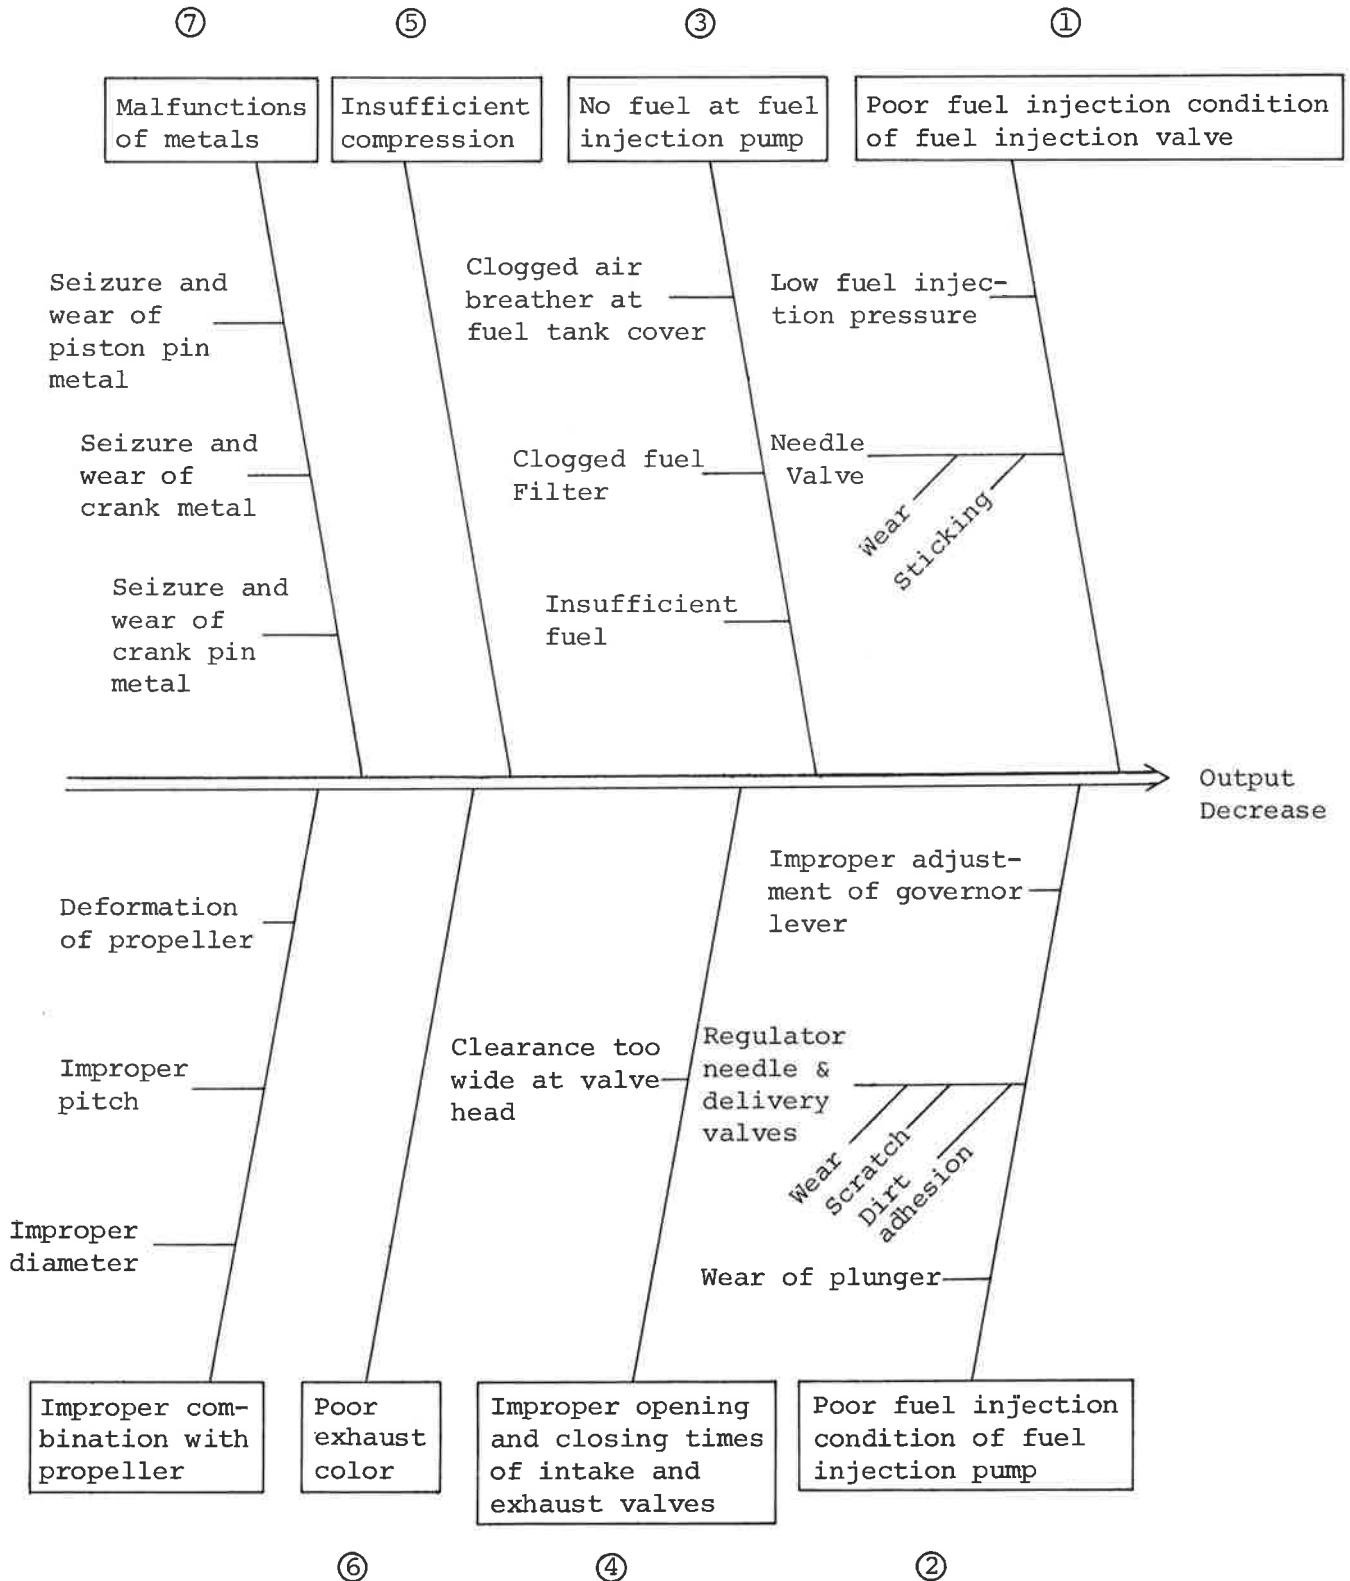 ⑦ ⑤ ③ ①
Malfunctions
of metals
Insufficient
compression
No fuel at fuel
injection pump
Poor fuel injection condition
of fuel injection valve
Seizure and
wear of
piston pin
metal
Seizure and
wear of
crank metal
Seizure and
wear of
crank pin
metal
Clogged air
breather at
fuel tank cover
Clogged fuel
Filter
Insufficient
fuel
Low fuel injec-
tion pressure
Needle
Valve
Wear
Sticking
Output
Decrease
Deformation
of propeller
Improper
pitch
Improper
diameter
Clearance too
wide at valve
head
Improper adjust-
ment of governor
lever
Regulator
needle &
delivery
valves
Wear
Scratch
Dirt
adhesion
Wear of plunger
Improper com-
bination with
propeller
Poor
exhaust
color
Improper opening
and closing times
of intake and
exhaust valves
Poor fuel injection
condition of fuel
injection pump
⑥ ④ ②